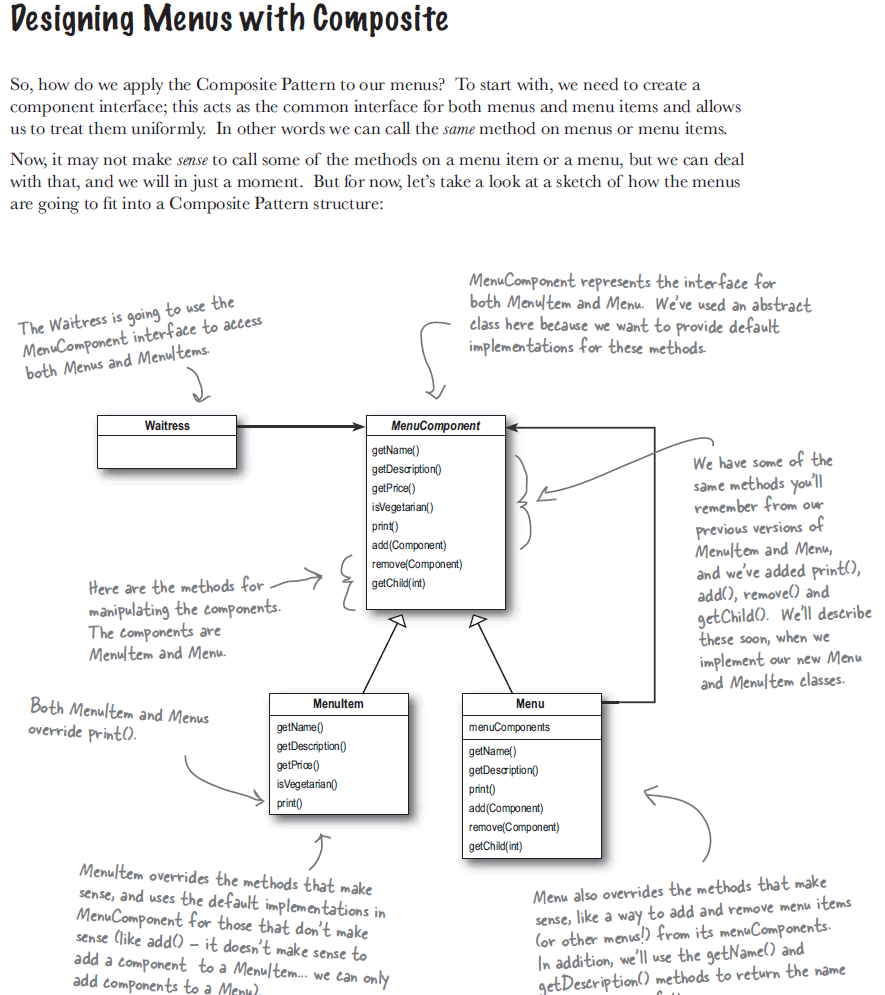 Designing Menus with Composite
So, how do we apply the Composite Pattern to our menus? To start with, we need to create a
component interface; this acts as the common interface for both menus and menu items and allows
us to treat them uniformly. In other words we can call the same method on menus or menu items.
Now, it may not make sense to call some of the methods on a menu item or a menu, but we can deal
with that, and we will in just a moment. But for now, let's take a look at a sketch of how the menus
are going to fit into a Composite Pattern structure:
The Waitress is going to use the
MenuComponent interface to access
both Menus and MenuItems.
MenuComponent represents the interface for
both MenuItem and Menu. We've used an abstract
class here because we want to provide default
implementations for these methods.
Waitress
MenuComponent
getName()
getDescription()
getPrice()
isVegetarian()
print()
add(Component)
remove(Component)
getChild(int)
We have some of the
same methods you'll
remember from our
previous versions of
MenuItem and Menu,
and we've added print(),
add(), remove() and
getChild(). We'll describe
these soon, when we
implement our new Menu
and MenuItem classes.
Here are the methods for
manipulating the components.
The components are
MenuItem and Menu.
Both MenuItem and Menus
override print().
MenuItem
getName()
getDescription()
getPrice()
isVegetarian()
print()
Menu
menuComponents
getName()
getDescription()
print()
add(Component)
remove(Component)
getChild(int)
MenuItem overrides the methods that make
sense, and uses the default implementations in
MenuComponent for those that don't make
sense (like add() – it doesn't make sense to
add a component to a MenuItem... we can only
add components to a Menu).
Menu also overrides the methods that make
sense, like a way to add and remove menu items
(or other menus!) from its menuComponents.
In addition, we'll use the getName() and
getDescription() methods to return the name